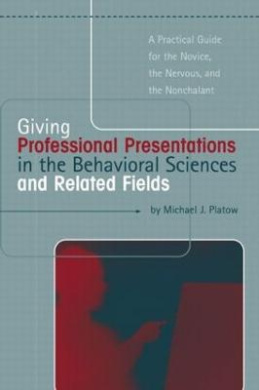 A Practical Guide
for the Novice,
the Nervous, and
the Nonchalant
Giving
Professional Presentations
in the Behavioral Sciences
and Related Fields
by Michael J. Platow